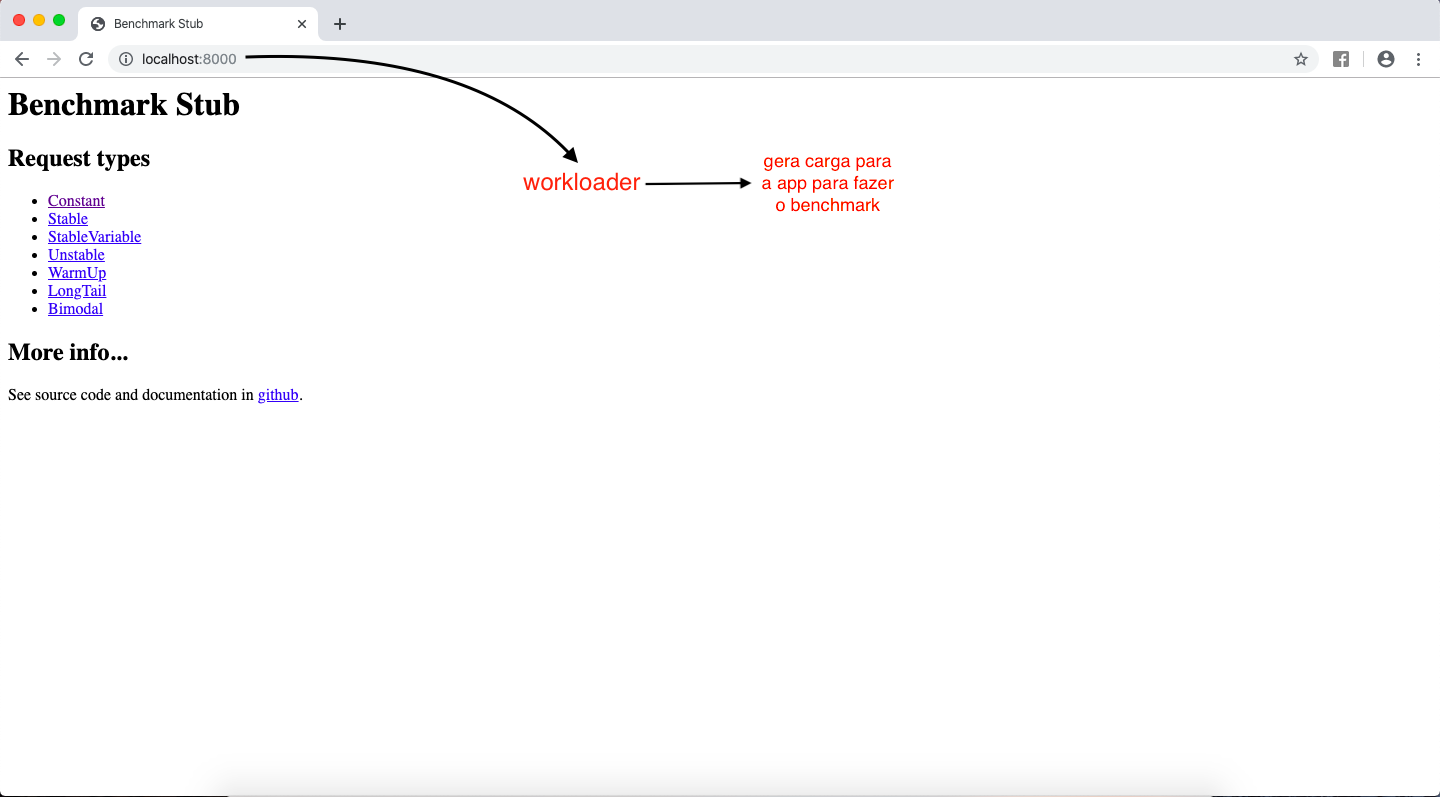 Benchmark Stub
localhost:8000
Benchmark Stub
Request types
Constant
Stable
StableVariable
Unstable
WarmUp
LongTail
Bimodal
workloader
gera carga para
a app para fazer
o benchmark
More info...
See source code and documentation in github.